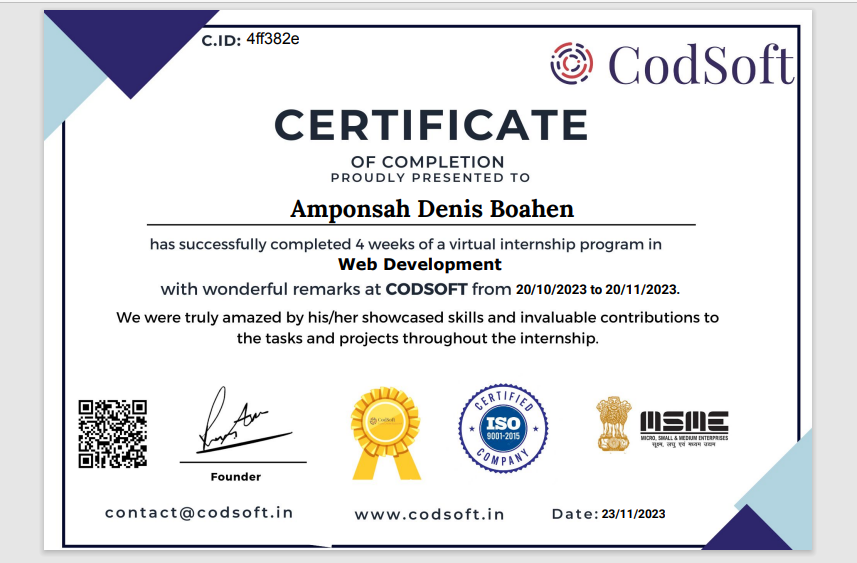 C.ID: 4ff382e
CodSoft
CERTIFICATE
OF COMPLETION
PROUDLY PRESENTED TO
Amponsah Denis Boahen
has successfully completed 4 weeks of a virtual internship program in
Web Development
with wonderful remarks at CODSOFT from 20/10/2023 to 20/11/2023.
We were truly amazed by his/her showcased skills and invaluable contributions to
the tasks and projects throughout the internship.
Founder
CodSoft
CERTIFIED
ISO
9001-2015
COMPANY
MSME
MICRO, SMALL & MEDIUM ENTERPRISES
सूक्ष्म, लघु एवं मध्यम उद्यम
contact@codsoft.in
www.codsoft.in
Date: 23/11/2023